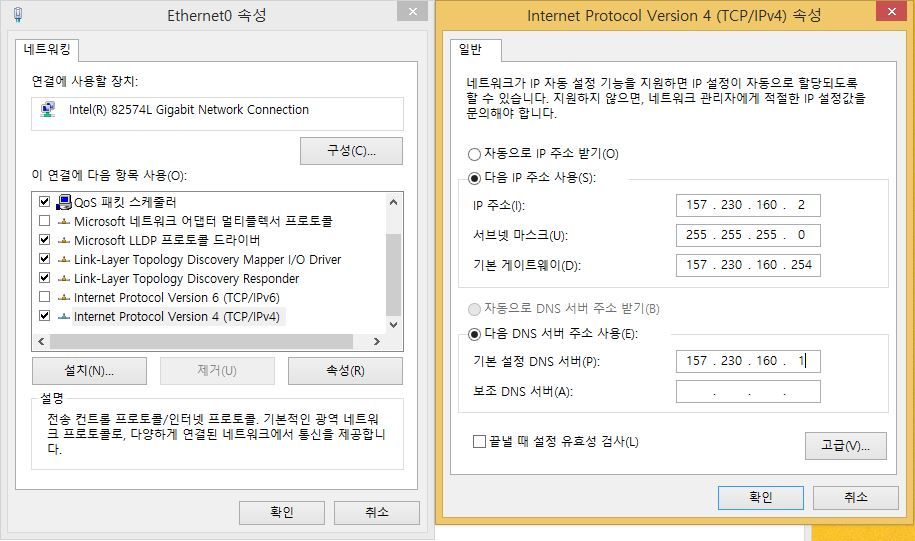 Ethernet0 속성
네트워킹
연결에 사용할 장치:
Intel(R) 82574L Gigabit Network Connection
구성(C)...
이 연결에 다음 항목 사용(O):
QoS 패킷 스케줄러
Microsoft 네트워크 어댑터 멀티플렉서 프로토콜
Microsoft LLDP 프로토콜 드라이버
Link-Layer Topology Discovery Mapper I/O Driver
Link-Layer Topology Discovery Responder
Internet Protocol Version 6 (TCP/IPv6)
Internet Protocol Version 4 (TCP/IPv4)
설치(N)...
제거(U)
속성(R)
설명
전송 컨트롤 프로토콜/인터넷 프로토콜. 기본적인 광역 네트워
크 프로토콜로, 다양하게 연결된 네트워크에서 통신을 제공합니
다.
확인
취소
Internet Protocol Version 4 (TCP/IPv4) 속성
일반
네트워크가 IP 자동 설정 기능을 지원하면 IP 설정이 자동으로 할당되도록
할 수 있습니다. 지원하지 않으면, 네트워크 관리자에게 적절한 IP 설정값을
문의해야 합니다.
자동으로 IP 주소 받기(O)
다음 IP 주소 사용(S):
IP 주소(I): 157 . 230 . 160 . 2
서브넷 마스크(U): 255 . 255 . 255 . 0
기본 게이트웨이(D): 157 . 230 . 160 . 254
자동으로 DNS 서버 주소 받기(B)
다음 DNS 서버 주소 사용(E):
기본 설정 DNS 서버(P): 157 . 230 . 160 . 1
보조 DNS 서버(A): . . .
끝낼 때 설정 유효성 검사(L)
고급(V)...
확인
취소